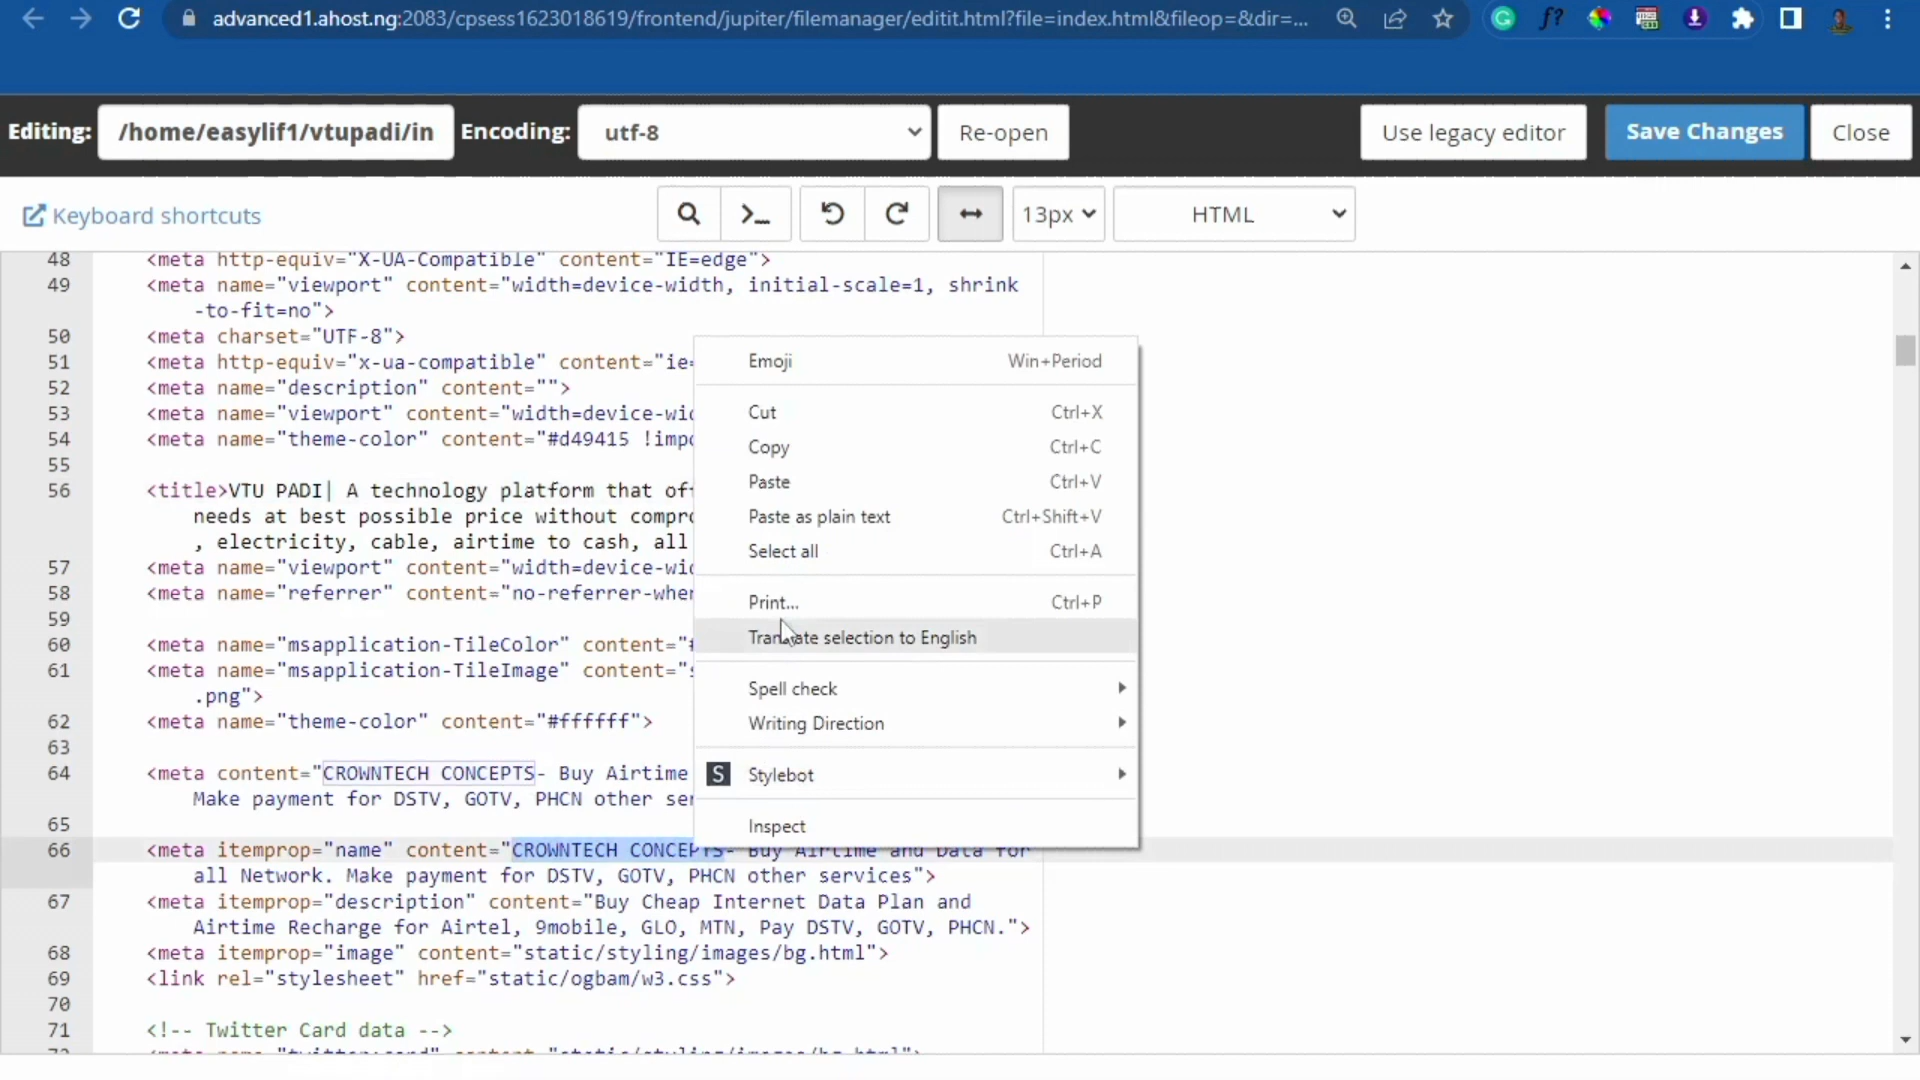 advanced1.ahost.ng:2083/cpsess1623018619/frontend/jupiter/filemanager/editit.html?file=index.html&fileop=&dir=...
Editing: /home/easylif1/vtupadi/in Encoding: utf-8 Re-open Use legacy editor Save Changes Close
Keyboard shortcuts 13px HTML
48 <meta http-equiv="X-UA-Compatible" content="IE=edge">
49 <meta name="viewport" content="width=device-width, initial-scale=1, shrink
-to-fit=no">
50 <meta charset="UTF-8">
51 <meta http-equiv="x-ua-compatible" content="ie=
52 <meta name="description" content="">
53 <meta name="viewport" content="width=device-wid
54 <meta name="theme-color" content="#d49415 !impo
55
56 <title>VTU PADI| A technology platform that off
needs at best possible price without compro
, electricity, cable, airtime to cash, all
57 <meta name="viewport" content="width=device-wid
58 <meta name="referrer" content="no-referrer-when
59
60 <meta name="msapplication-TileColor" content="#
61 <meta name="msapplication-TileImage" content="s
.png">
62 <meta name="theme-color" content="#ffffff">
63
64 <meta content="CROWNTECH CONCEPTS- Buy Airtime
Make payment for DSTV, GOTV, PHCN other ser
65
66 <meta itemprop="name" content="CROWNTECH CONCEPTS- Buy Airtime and Data for
all Network. Make payment for DSTV, GOTV, PHCN other services">
67 <meta itemprop="description" content="Buy Cheap Internet Data Plan and
Airtime Recharge for Airtel, 9mobile, GLO, MTN, Pay DSTV, GOTV, PHCN.">
68 <meta itemprop="image" content="static/styling/images/bg.html">
69 <link rel="stylesheet" href="static/ogbam/w3.css">
70
71 <!-- Twitter Card data -->
Emoji Win+Period
Cut Ctrl+X
Copy Ctrl+C
Paste Ctrl+V
Paste as plain text Ctrl+Shift+V
Select all Ctrl+A
Print... Ctrl+P
Translate selection to English
Spell check
Writing Direction
S Stylebot
Inspect